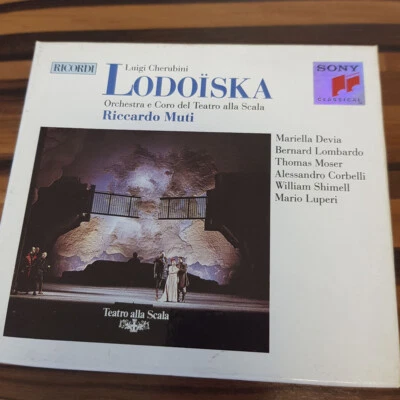 RICORDI
Luigi Cherubini
LODOÏSKA
Orchestra e Coro del Teatro alla Scala
Riccardo Muti
SONY
CLASSICAL
Mariella Devia
Bernard Lombardo
Thomas Moser
Alessandro Corbelli
William Shimell
Mario Luperi
Teatro alla Scala